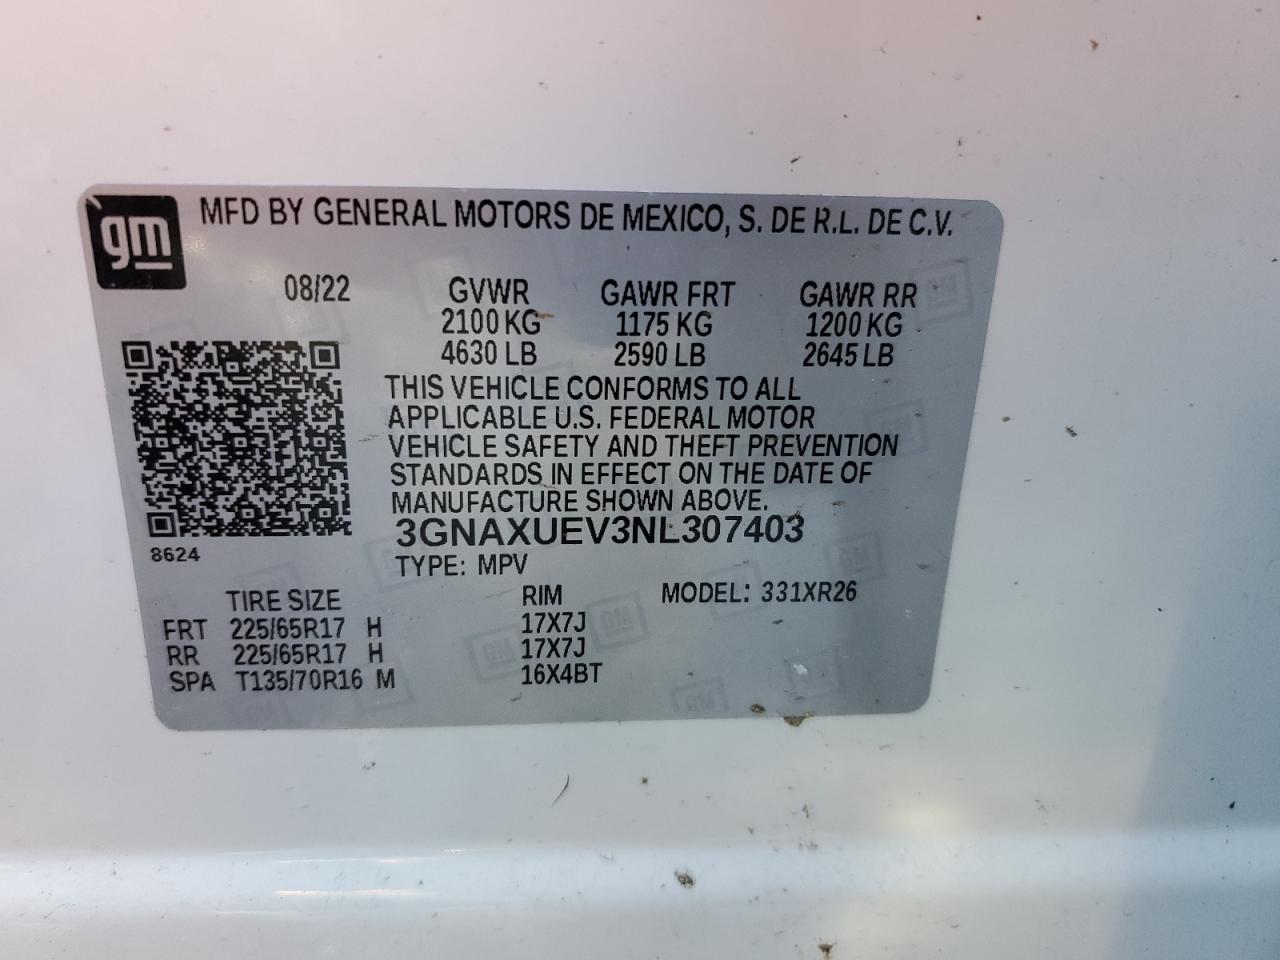 gm
MFD BY GENERAL MOTORS DE MEXICO, S. DE R.L. DE C.V.
08/22 GVWR GAWR FRT GAWR RR
2100 KG 1175 KG 1200 KG
4630 LB 2590 LB 2645 LB
THIS VEHICLE CONFORMS TO ALL
APPLICABLE U.S. FEDERAL MOTOR
VEHICLE SAFETY AND THEFT PREVENTION
STANDARDS IN EFFECT ON THE DATE OF
MANUFACTURE SHOWN ABOVE.
3GNAXUEV3NL307403
8624
TYPE: MPV
TIRE SIZE RIM MODEL: 331XR26
FRT 225/65R17 H 17X7J
RR 225/65R17 H 17X7J
SPA T135/70R16 M 16X4BT